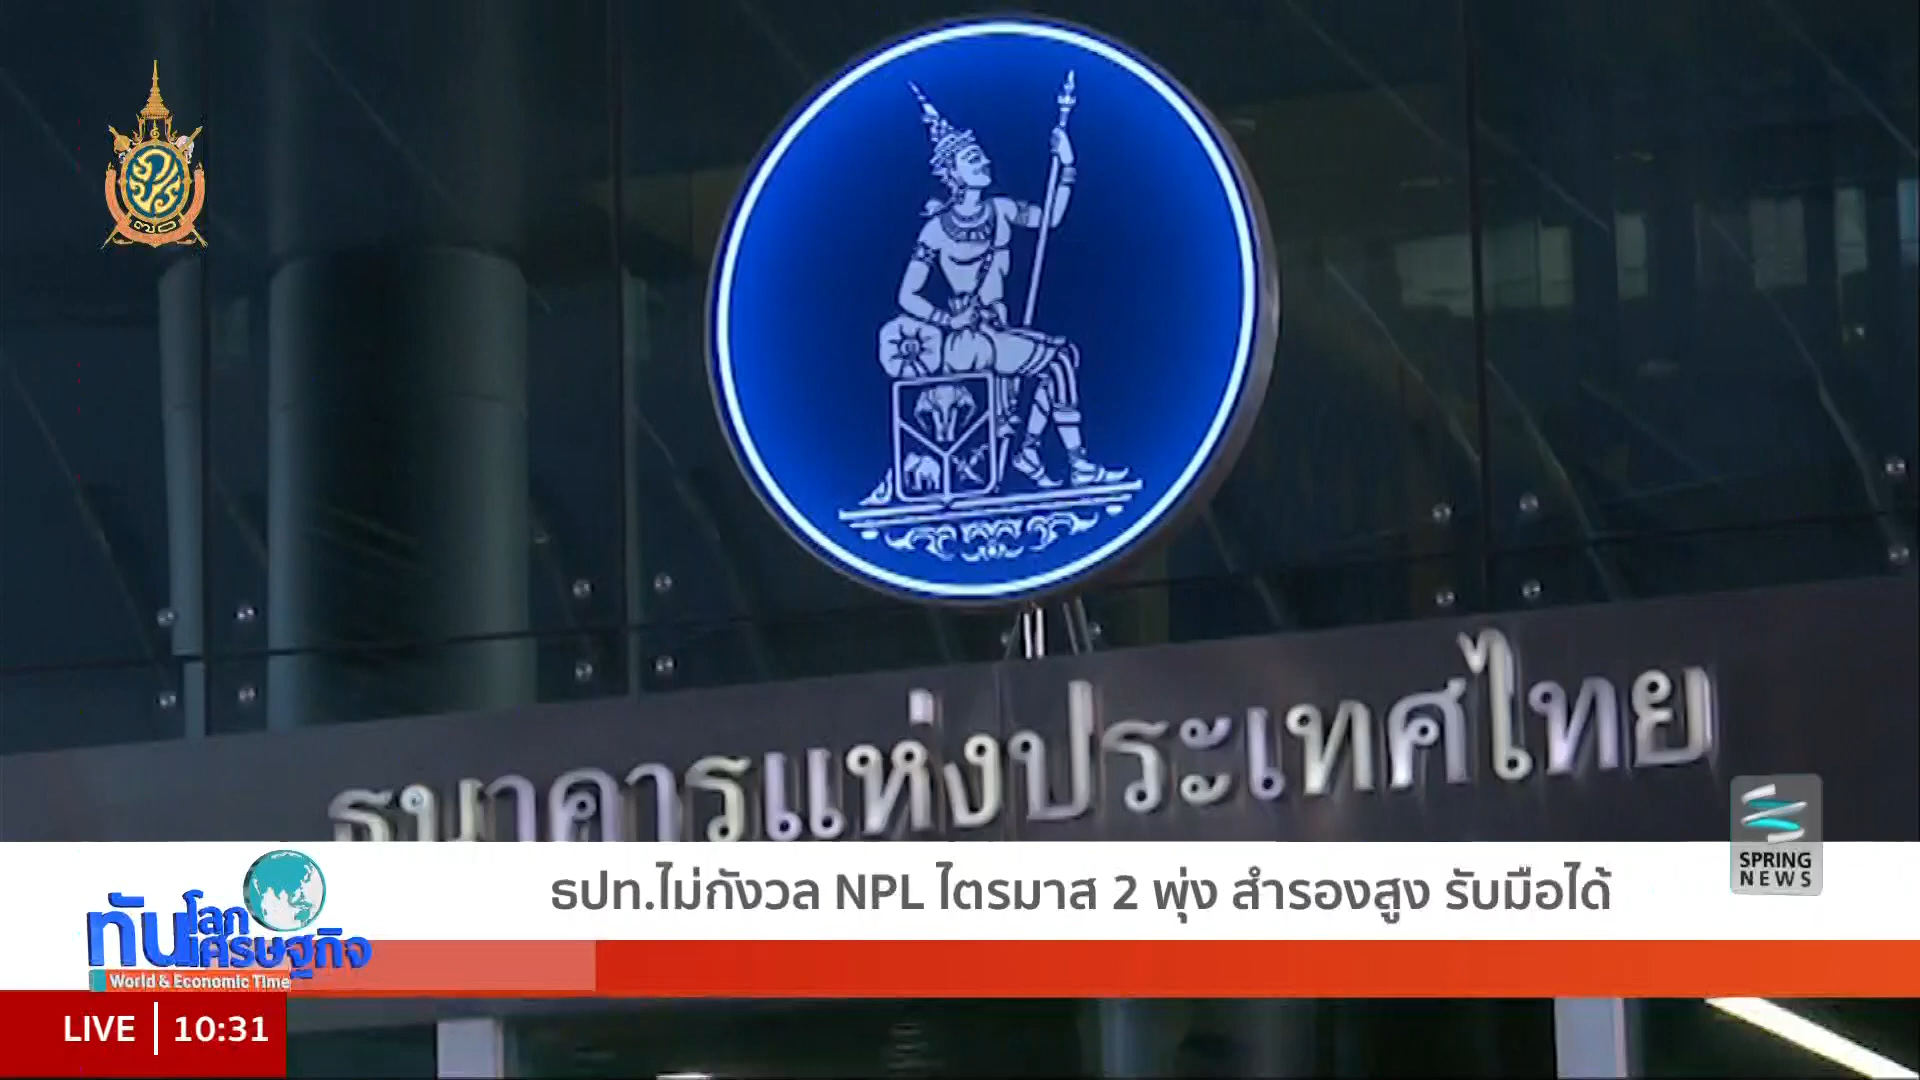 ๗๐
ธนาคารแห่งประเทศไทย
SPRING
NEWS
ธปท.ไม่กังวล NPL ไตรมาส 2 พุ่ง สำรองสูง รับมือได้
ทันโลก
เศรษฐกิจ
World & Economic Time
LIVE 10:31